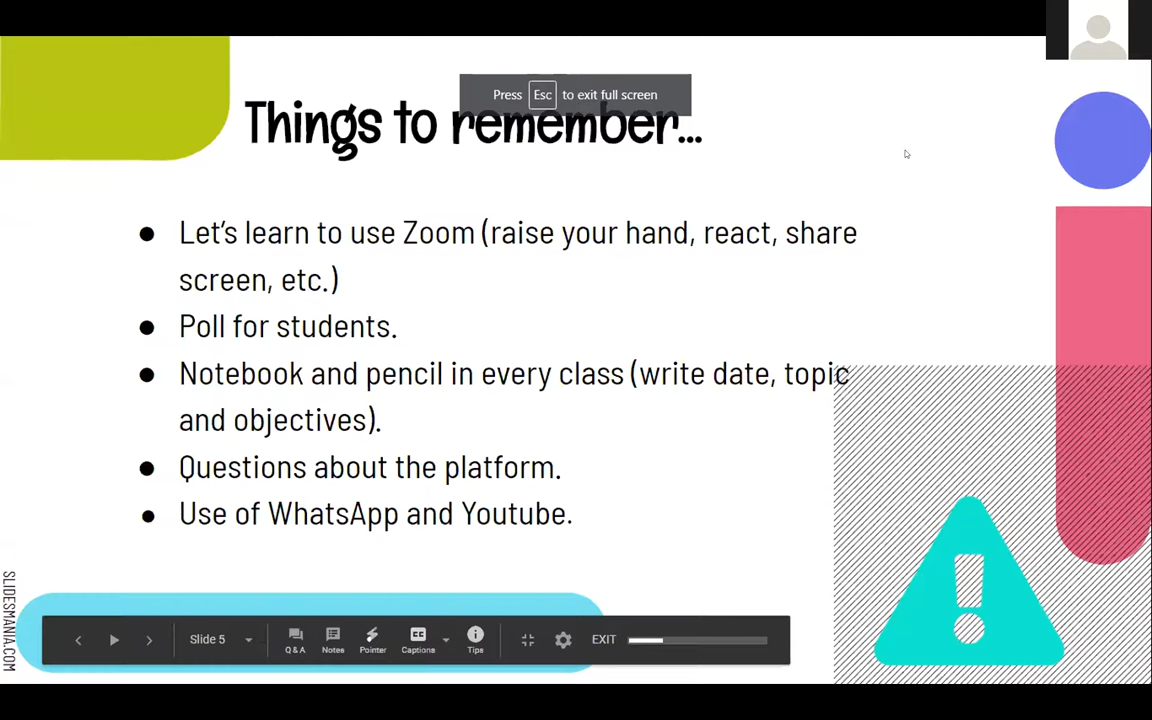 Press Esc to exit full screen
Things to remember...
● Let's learn to use Zoom (raise your hand, react, share
screen, etc.)
● Poll for students.
● Notebook and pencil in every class (write date, topic
and objectives).
● Questions about the platform.
● Use of WhatsApp and Youtube.
SLIDESMANIA.COM
Slide 5
Q & A
Notes
Pointer
CC
Captions
Tips
EXIT